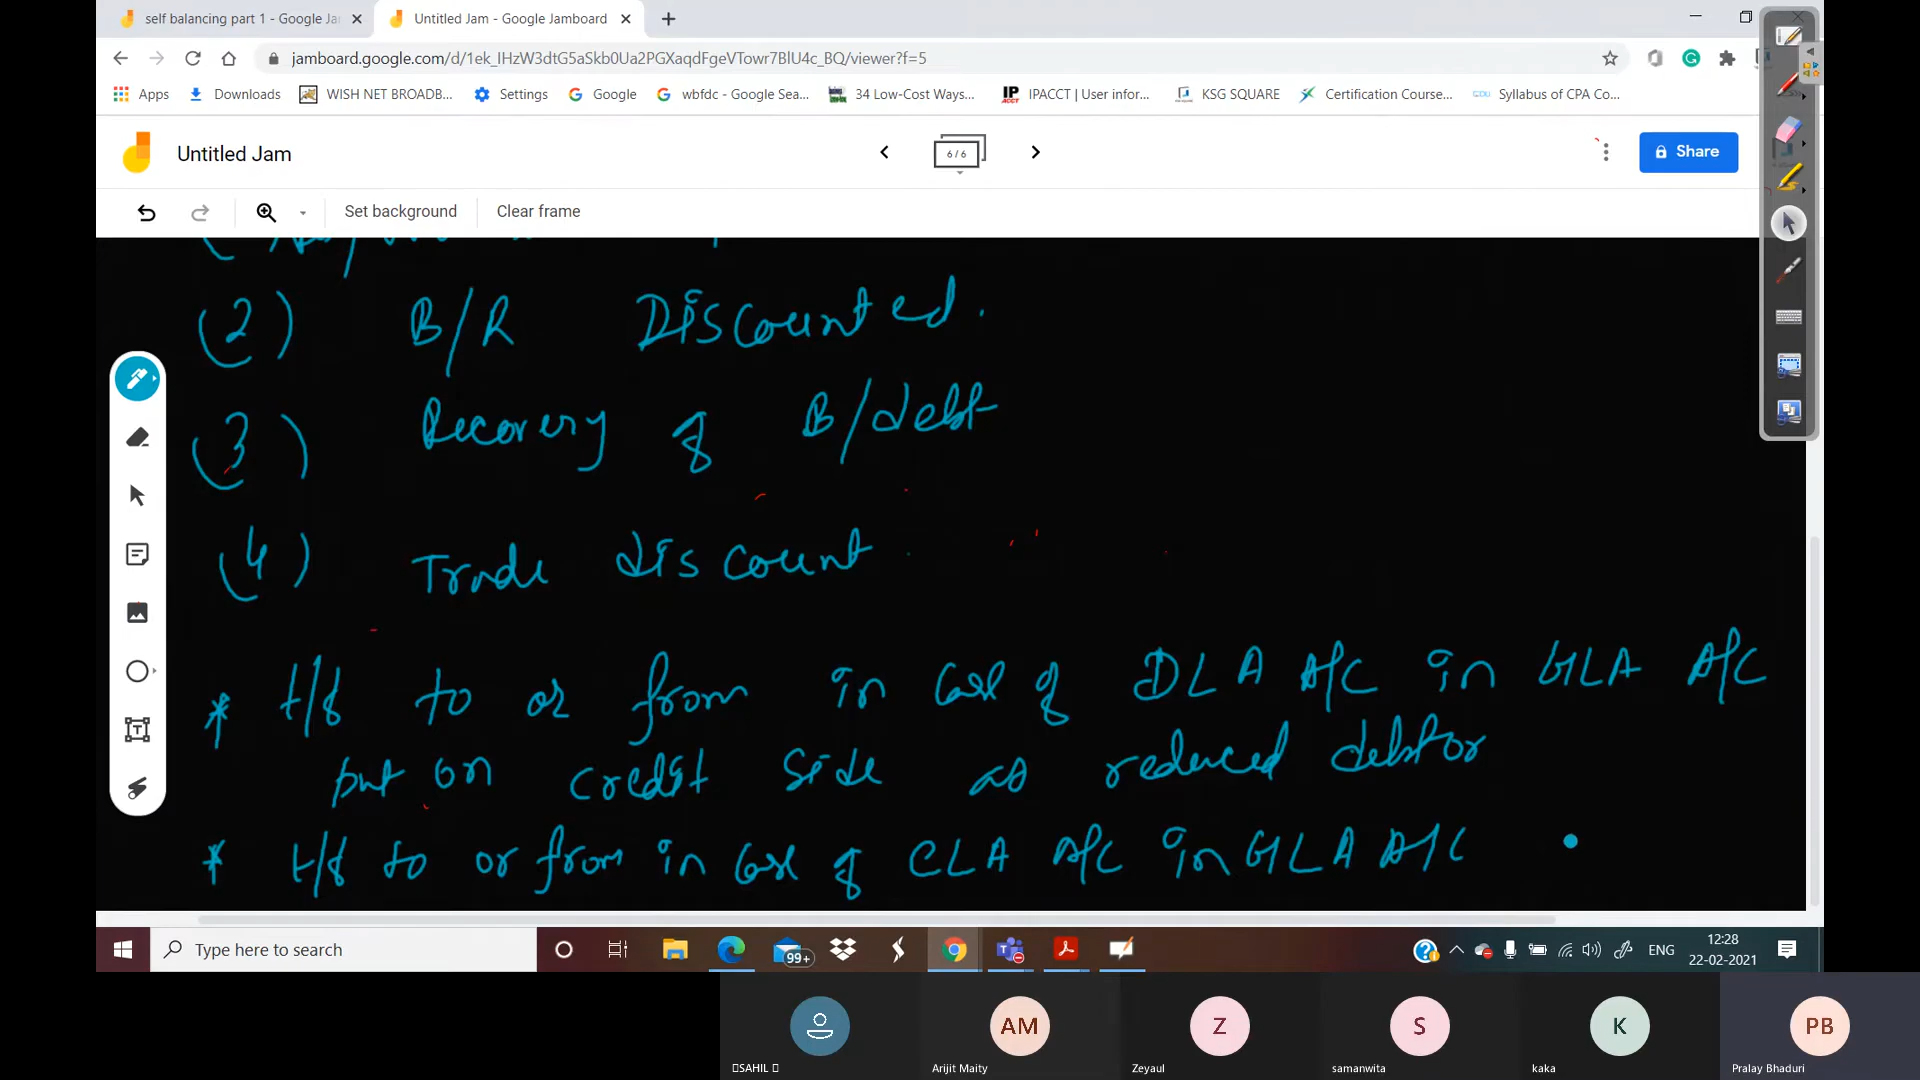 self balancing part 1 - Google Ja
Untitled Jam - Google Jamboard
jamboard.google.com/d/1ek_IHzW3dtG5aSkb0Ua2PGXaqdFgeVTowr7BlU4c_BQ/viewer?f=5
Apps Downloads WISH NET BROADB... Settings Google wbfdc - Google Sea... 34 Low-Cost Ways... IPACCT | User infor... KSG SQUARE Certification Course... Syllabus of CPA Co...
Untitled Jam
6 / 6
Share
Set background Clear frame
(2) B/R Discounted.
(3) Recovery of B/debt
(4) Trade discount
* t/f to or from in case of DLA A/C in GLA A/C
put on credit side as reduced debtor
* t/f to or from in case of CLA A/C in GLA A/C
Type here to search
99+
ENG
12:28
22-02-2021
AM Z S K PB
SAHIL Arijit Maity Zeyaul samanwita kaka Pralay Bhaduri